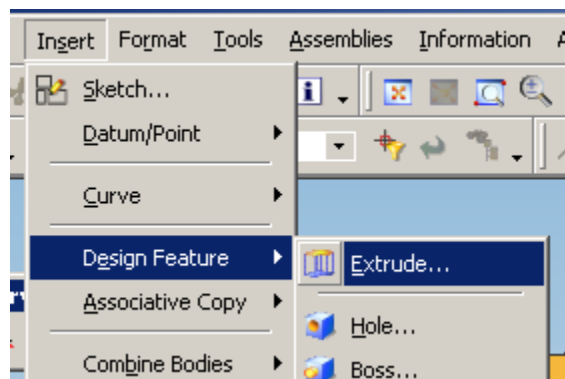 Insert Format Tools Assemblies Information
Sketch...
Datum/Point
Curve
Design Feature
Extrude...
Associative Copy
Hole...
Combine Bodies
Boss...